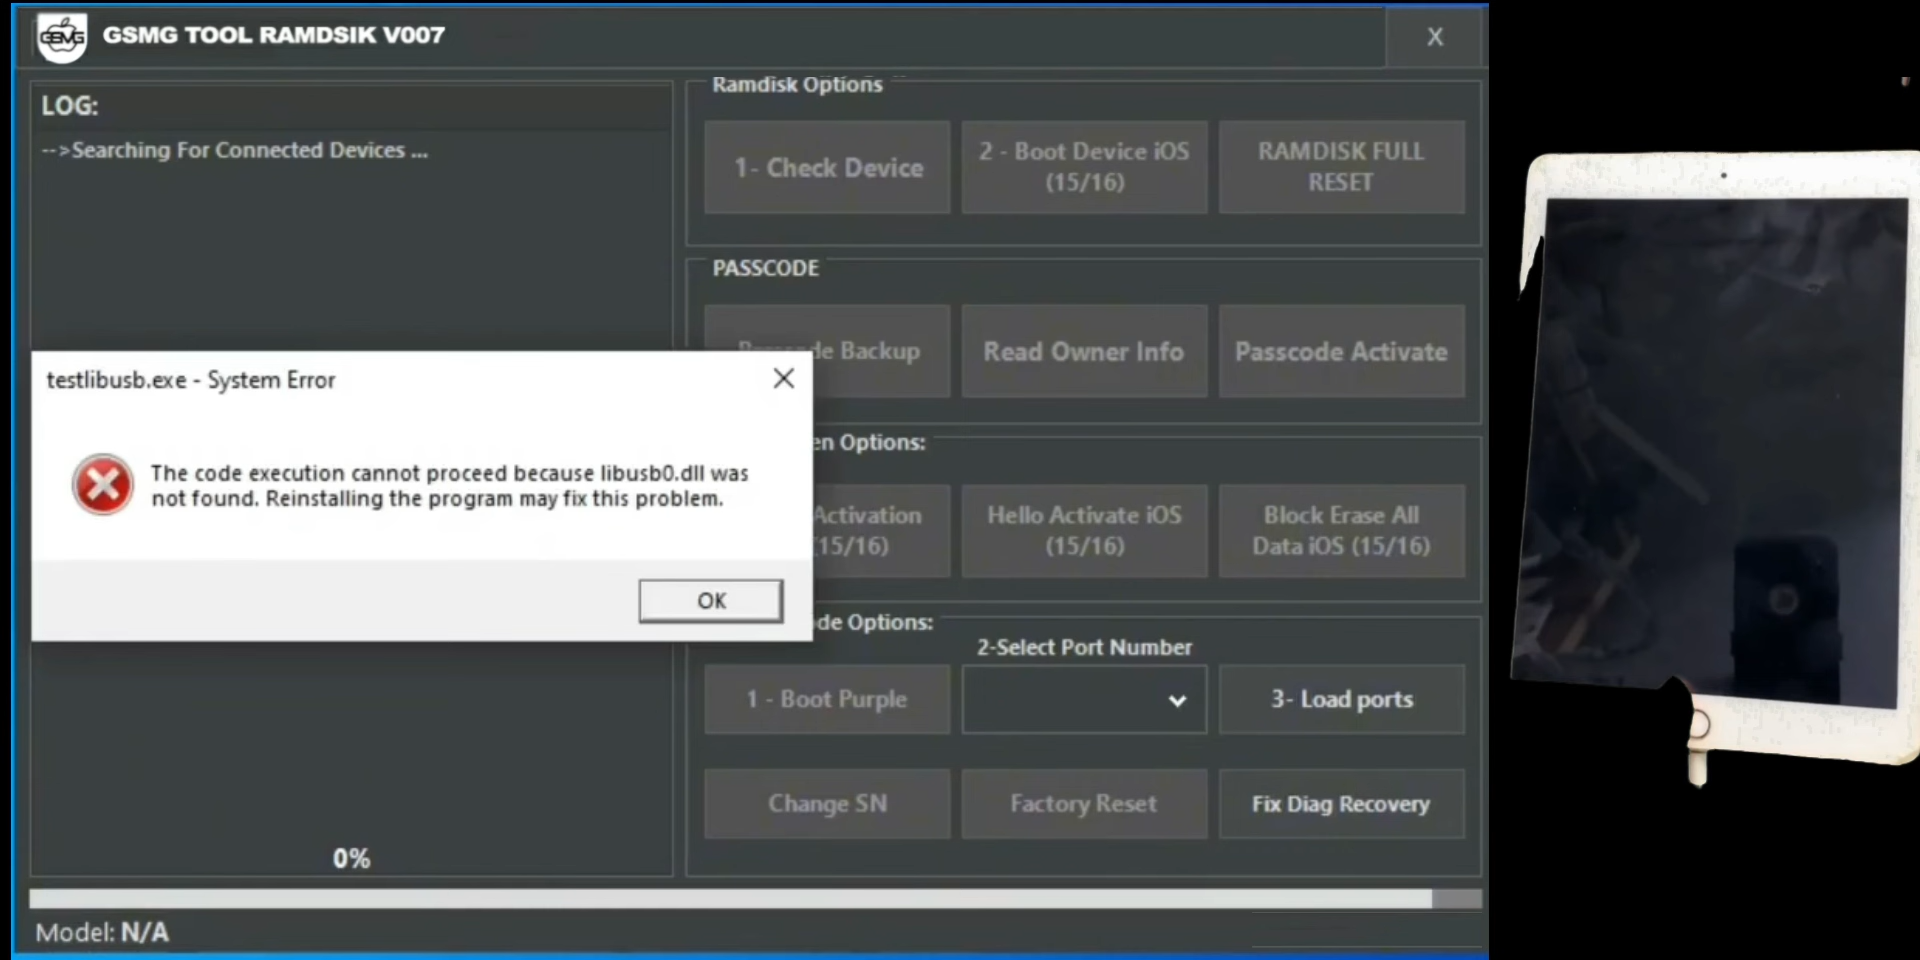 GSMG
GSMG TOOL RAMDSIK V007
X
LOG:
-->Searching For Connected Devices ...
Ramdisk Options
1- Check Device
2 - Boot Device iOS
(15/16)
RAMDISK FULL
RESET
PASSCODE
Backup
Read Owner Info
Passcode Activate
testlibusb.exe - System Error
The code execution cannot proceed because libusb0.dll was
not found. Reinstalling the program may fix this problem.
OK
Options:
Activation
(15/16)
Hello Activate iOS
(15/16)
Block Erase All
Data iOS (15/16)
Options:
2-Select Port Number
1 - Boot Purple
3- Load ports
Change SN
Factory Reset
Fix Diag Recovery
0%
Model: N/A